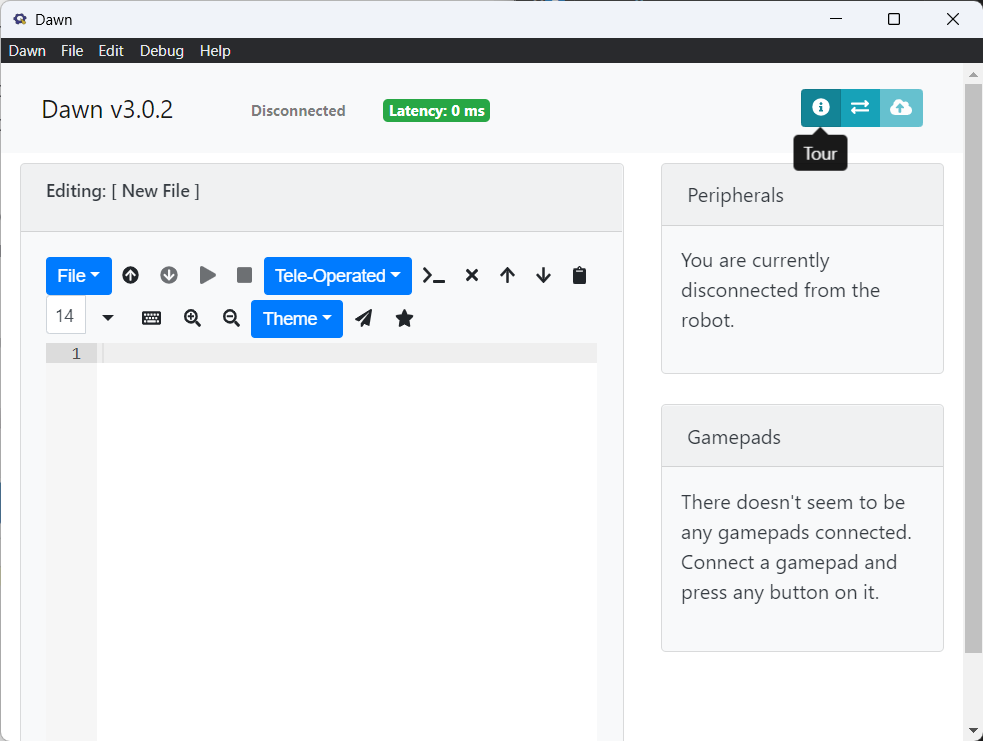 Dawn
Dawn File Edit Debug Help
Dawn v3.0.2 Disconnected Latency: 0 ms
Tour
Editing: [ New File ]
File Tele-Operated
14 Theme
1
Peripherals
You are currently
disconnected from the
robot.
Gamepads
There doesn't seem to be
any gamepads connected.
Connect a gamepad and
press any button on it.